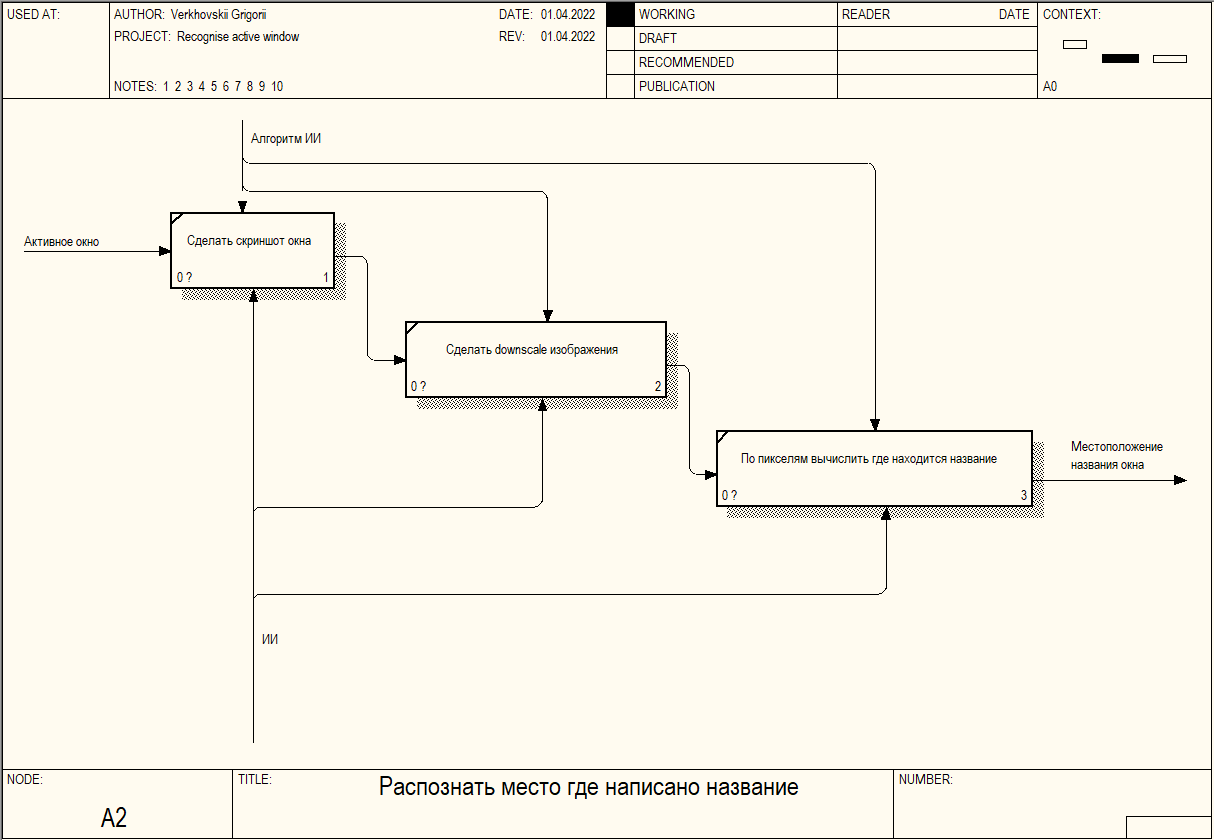 USED AT:
AUTHOR: Verkhovskii Grigorii
DATE: 01.04.2022
PROJECT: Recognise active window
REV: 01.04.2022
NOTES: 1 2 3 4 5 6 7 8 9 10
WORKING
DRAFT
RECOMMENDED
PUBLICATION
READER DATE
CONTEXT:
A0
Алгоритм ИИ
Активное окно
Сделать скриншот окна
0 ? 1
Сделать downscale изображения
0 ? 2
По пикселям вычислить где находится название
0 ? 3
Местоположение
названия окна
ИИ
NODE:
A2
TITLE:
Распознать место где написано название
NUMBER: